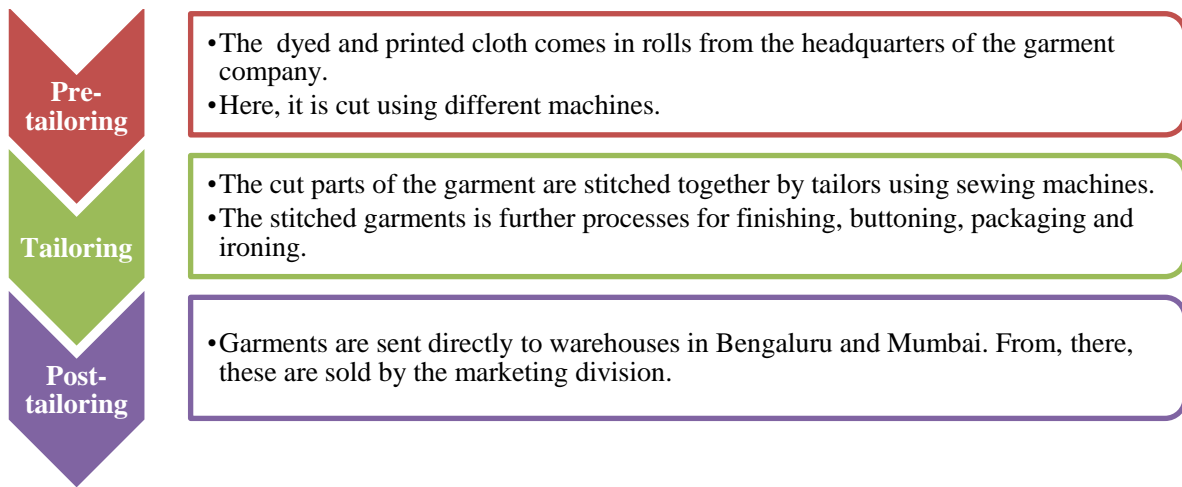 Pre-
tailoring
•The  dyed and printed cloth comes in rolls from the headquarters of the garment
company.
•Here, it is cut using different machines.
Tailoring
•The cut parts of the garment are stitched together by tailors using sewing machines.
•The stitched garments is further processes for finishing, buttoning, packaging and
ironing.
Post-
tailoring
•Garments are sent directly to warehouses in Bengaluru and Mumbai. From, there,
these are sold by the marketing division.